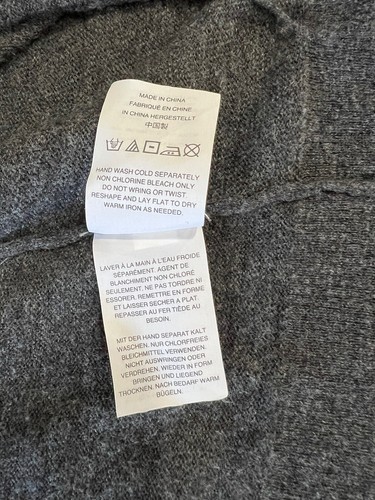 MADE IN CHINA
FABRIQUÉ EN CHINE
IN CHINA HERGESTELLT
中国製
HAND WASH COLD SEPARATELY
NON CHLORINE BLEACH ONLY
DO NOT WRING OR TWIST.
RESHAPE AND LAY FLAT TO DRY
WARM IRON AS NEEDED.
LAVER À LA MAIN À L'EAU FROIDE
SÉPARÉMENT. AGENT DE
BLANCHIMENT NON CHLORÉ
SEULEMENT. NE PAS TORDRE NI
ESSORER. REMETTRE EN FORME
ET LAISSER SECHER A PLAT.
REPASSER AU FER TIÉDE AU
BESOIN.
MIT DER HAND SEPARAT KALT
WASCHEN. NUR CHLORFREIES
BLEICHMITTEL VERWENDEN.
NICHT AUSWRINGEN ODER
VERDREHEN. WIEDER IN FORM
BRINGEN UND LIEGEND
TROCKNEN. NACH BEDARF WARM
BÜGELN.